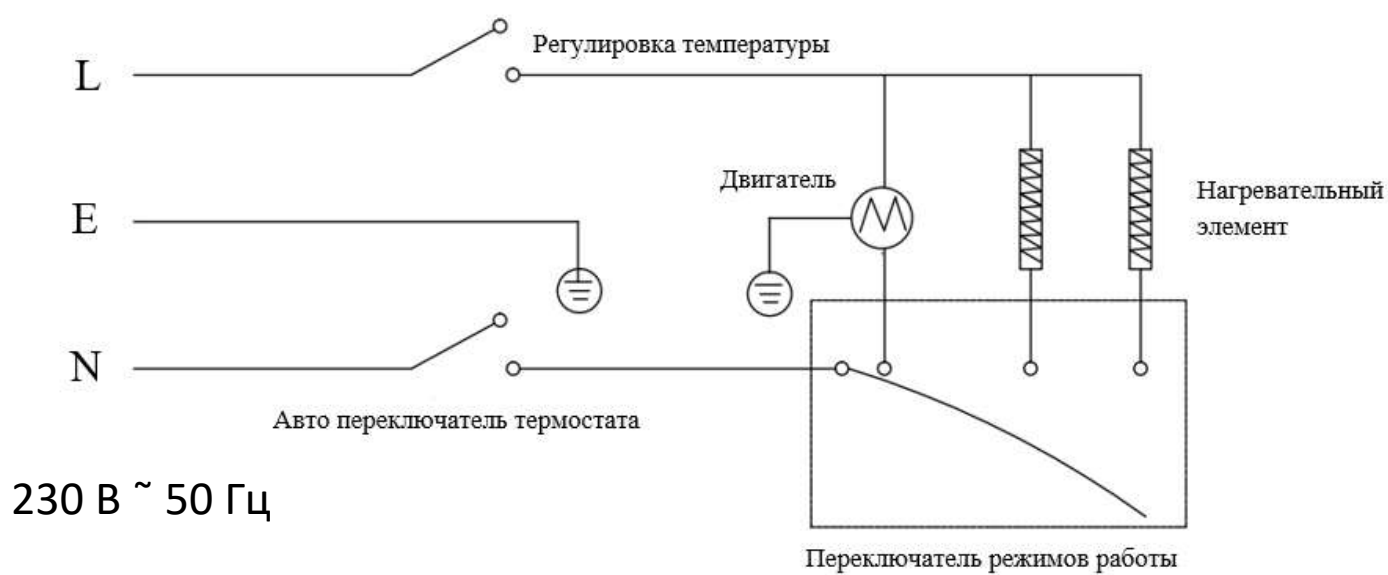 Регулировка температуры
L
Двигатель
Нагревательный
элемент
E
N
Авто переключатель термостата
230 В ~ 50 Гц
Переключатель режимов работы